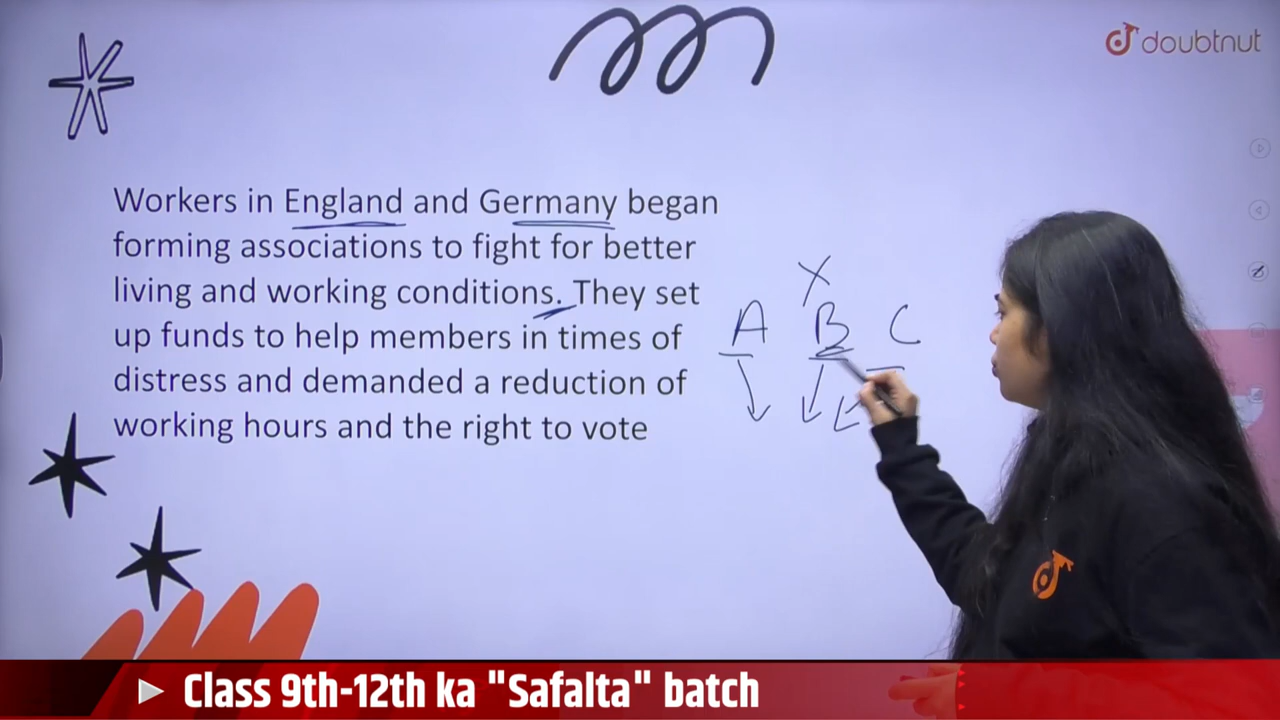 doubtnut
Workers in England and Germany began
forming associations to fight for better
living and working conditions. They set
up funds to help members in times of
distress and demanded a reduction of
working hours and the right to vote
X
A B C
Class 9th-12th ka "Safalta" batch